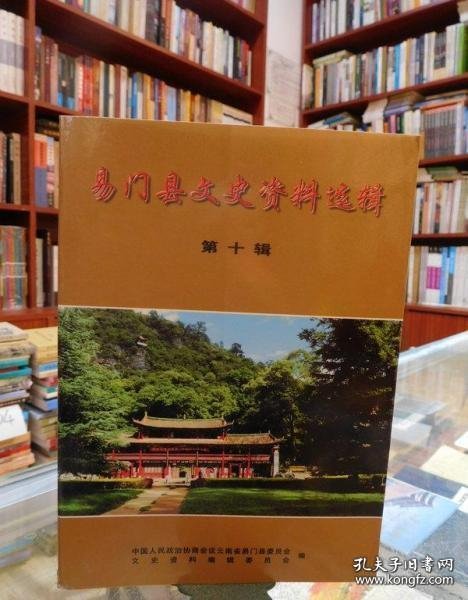 易门县文史资料选辑
第十辑
中国人民政治协商会议云南省易门县委员会
文史资料编辑委员会 编
孔夫子旧书网
www.kongfz.com